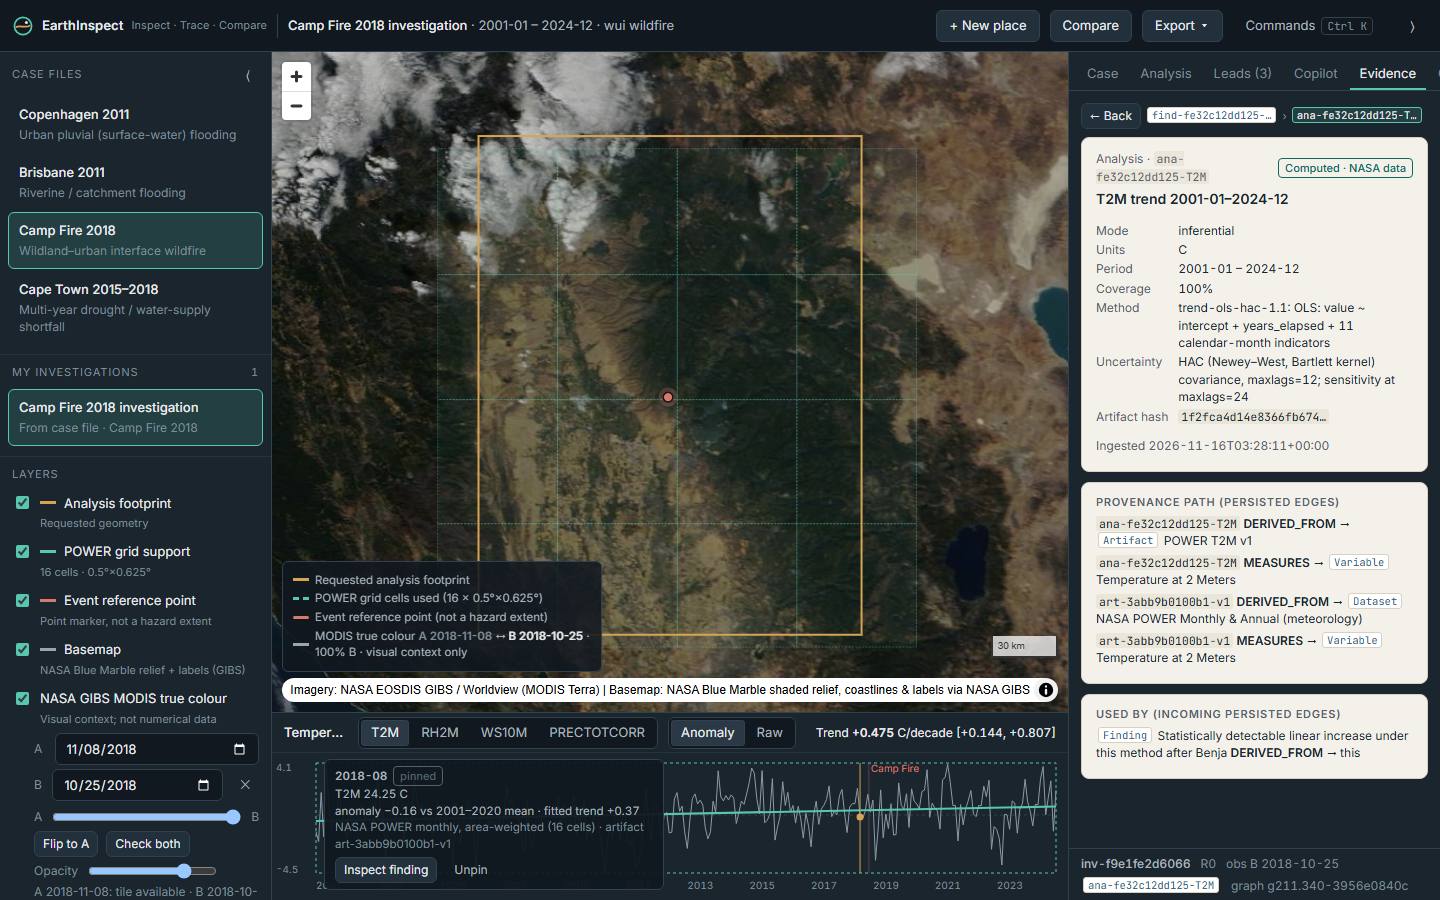 EarthInspect Inspect · Trace · Compare
Camp Fire 2018 investigation · 2001-01 – 2024-12 · wui wildfire
+ New place
Compare
Export
Commands Ctrl K
CASE FILES
Copenhagen 2011
Urban pluvial (surface-water) flooding
Brisbane 2011
Riverine / catchment flooding
Camp Fire 2018
Wildland–urban interface wildfire
Cape Town 2015–2018
Multi-year drought / water-supply
shortfall
MY INVESTIGATIONS 1
Camp Fire 2018 investigation
From case file · Camp Fire 2018
LAYERS
Analysis footprint
Requested geometry
POWER grid support
16 cells · 0.5°×0.625°
Event reference point
Point marker, not a hazard extent
Basemap
NASA Blue Marble relief + labels (GIBS)
NASA GIBS MODIS true colour
Visual context; not numerical data
A 11/08/2018
B 10/25/2018
A B
Flip to A Check both
Opacity
A 2018-11-08: tile available · B 2018-10-
+
−
Requested analysis footprint
POWER grid cells used (16 × 0.5°×0.625°)
Event reference point (not a hazard extent)
MODIS true colour A 2018-11-08 ↔ B 2018-10-25 ·
100% B · visual context only
30 km
Imagery: NASA EOSDIS GIBS / Worldview (MODIS Terra) | Basemap: NASA Blue Marble shaded relief, coastlines & labels via NASA GIBS
Temper... T2M RH2M WS10M PRECTOTCORR Anomaly Raw Trend +0.475 C/decade [+0.144, +0.807]
4.1
-4.5
2018-08 pinned
T2M 24.25 C
anomaly −0.16 vs 2001–2020 mean · fitted trend +0.37
NASA POWER monthly, area-weighted (16 cells) · artifact
art-3abb9b0100b1-v1
Inspect finding Unpin
Camp Fire
20 2013 2015 2017 2019 2021 2023
Case Analysis Leads (3) Copilot Evidence
← Back find-fe32c12dd125-… › ana-fe32c12dd125-T…
Analysis · ana-
fe32c12dd125-T2M
Computed · NASA data
T2M trend 2001-01–2024-12
Mode inferential
Units C
Period 2001-01 – 2024-12
Coverage 100%
Method trend-ols-hac-1.1: OLS: value ~
intercept + years_elapsed + 11
calendar-month indicators
Uncertainty HAC (Newey–West, Bartlett kernel)
covariance, maxlags=12; sensitivity at
maxlags=24
Artifact hash 1f2fca4d14e8366fb674…
Ingested 2026-11-16T03:28:11+00:00
PROVENANCE PATH (PERSISTED EDGES)
ana-fe32c12dd125-T2M DERIVED_FROM →
Artifact POWER T2M v1
ana-fe32c12dd125-T2M MEASURES → Variable
Temperature at 2 Meters
art-3abb9b0100b1-v1 DERIVED_FROM → Dataset
NASA POWER Monthly & Annual (meteorology)
art-3abb9b0100b1-v1 MEASURES → Variable
Temperature at 2 Meters
USED BY (INCOMING PERSISTED EDGES)
Finding Statistically detectable linear increase under
this method after Benja DERIVED_FROM → this
inv-f9e1fe2d6066 R0 obs B 2018-10-25
ana-fe32c12dd125-T2M graph g211.340-3956e0840c